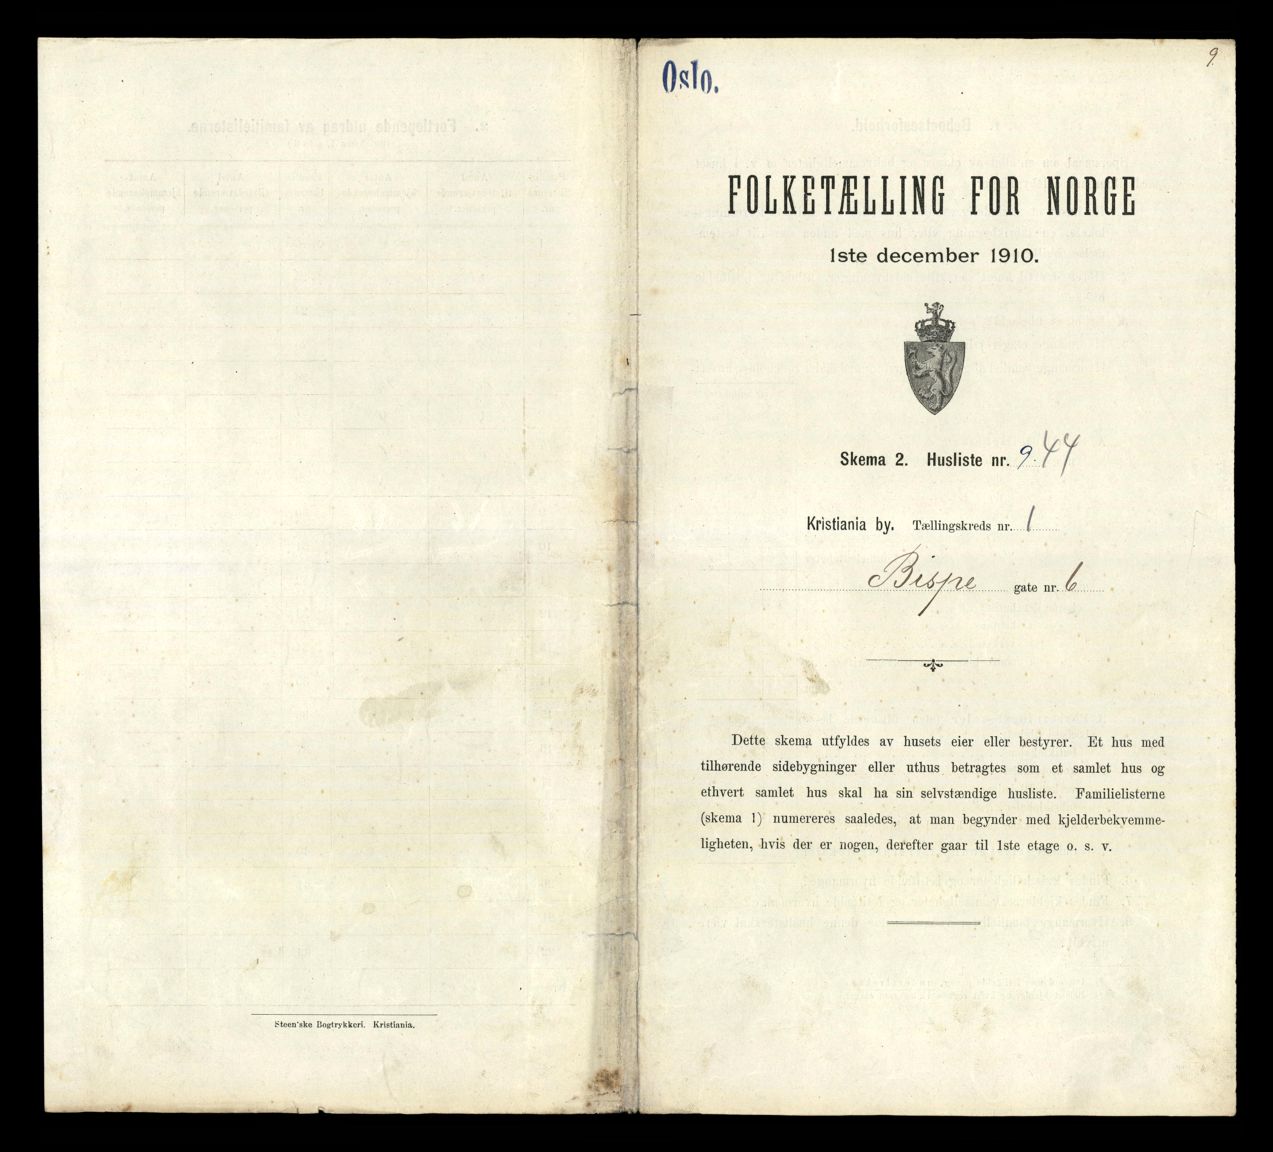 9.
Oslo.
FOLKETÆLLING FOR NORGE
1ste december 1910.
Skema 2. Husliste nr. 9. 44
Kristiania by. Tællingskreds nr. 1
Bispe gate nr. 6
Dette skema utfyldes av husets eier eller bestyrer. Et hus med
tilhørende sidebygninger eller uthus betragtes som et samlet hus og
ethvert samlet hus skal ha sin selvstændige husliste. Familielisterne
(skema 1) numereres saaledes, at man begynder med kjelderbekvemme-
ligheten, hvis der er nogen, derefter gaar til 1ste etage o. s. v.
Steen'ske Bogtrykkeri. Kristiania.